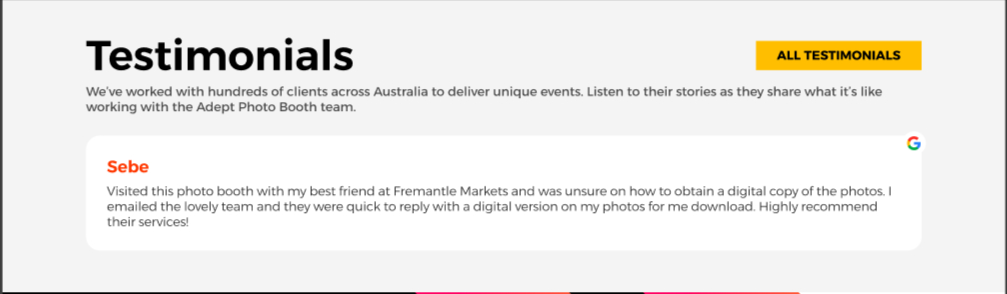 Testimonials
ALL TESTIMONIALS
We've worked with hundreds of clients across Australia to deliver unique events. Listen to their stories as they share what it's like
working with the Adept Photo Booth team.
Sebe
Visited this photo booth with my best friend at Fremantle Markets and was unsure on how to obtain a digital copy of the photos. I
emailed the lovely team and they were quick to reply with a digital version on my photos for me download. Highly recommend
their services!